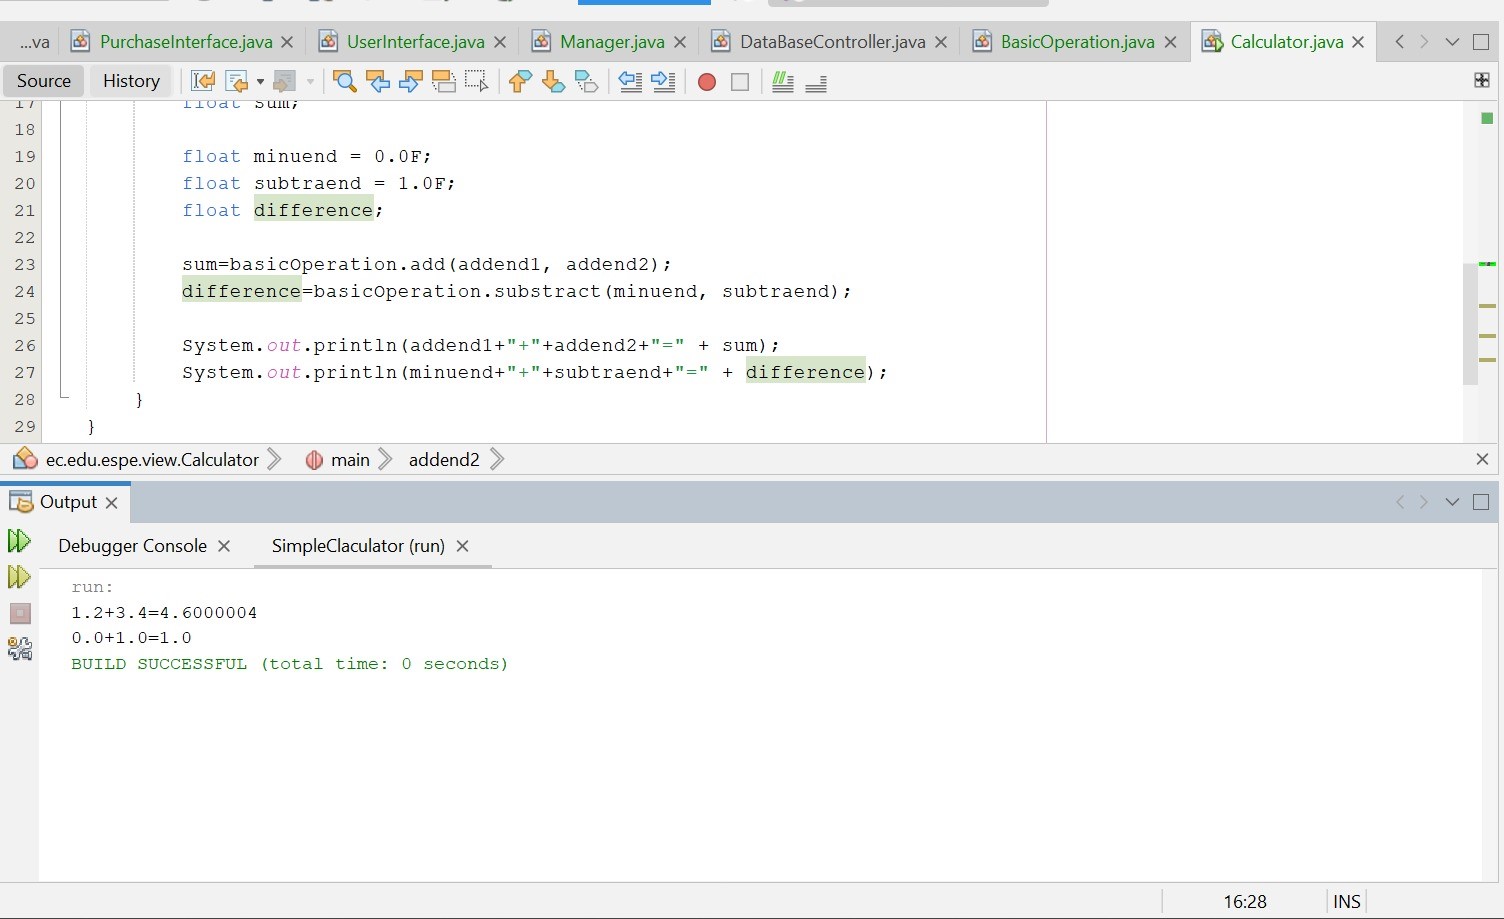 ...va PurchaseInterface.java UserInterface.java Manager.java DataBaseController.java BasicOperation.java Calculator.java
Source History
17 float sum;
18
19 float minuend = 0.0F;
20 float subtraend = 1.0F;
21 float difference;
22
23 sum=basicOperation.add(addend1, addend2);
24 difference=basicOperation.substract(minuend, subtraend);
25
26 System.out.println(addend1+"+"+addend2+"=" + sum);
27 System.out.println(minuend+"+"+subtraend+"=" + difference);
28 }
29 }
ec.edu.espe.view.Calculator main addend2
Output
Debugger Console SimpleClaculator (run)
run:
1.2+3.4=4.6000004
0.0+1.0=1.0
BUILD SUCCESSFUL (total time: 0 seconds)
16:28 INS